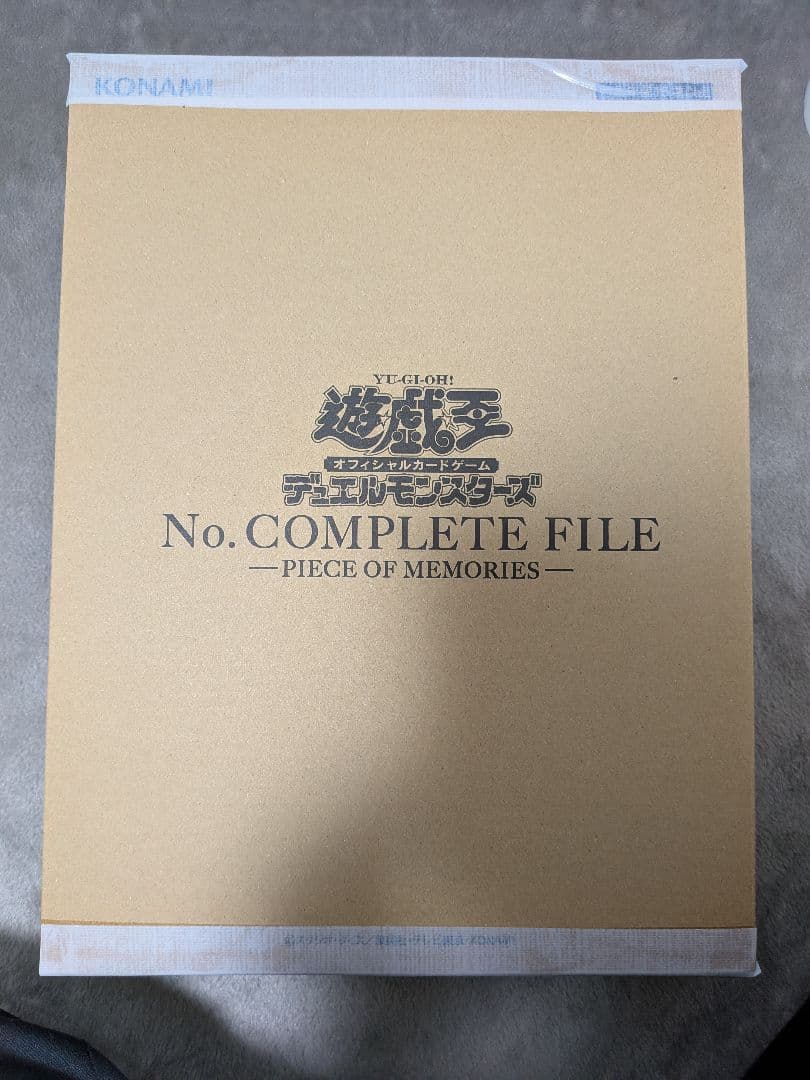 KONAMI
YU-GI-OH!
遊戯王
オフィシャルカードゲーム
デュエルモンスターズ
No. COMPLETE FILE
—PIECE OF MEMORIES—
KONAMI